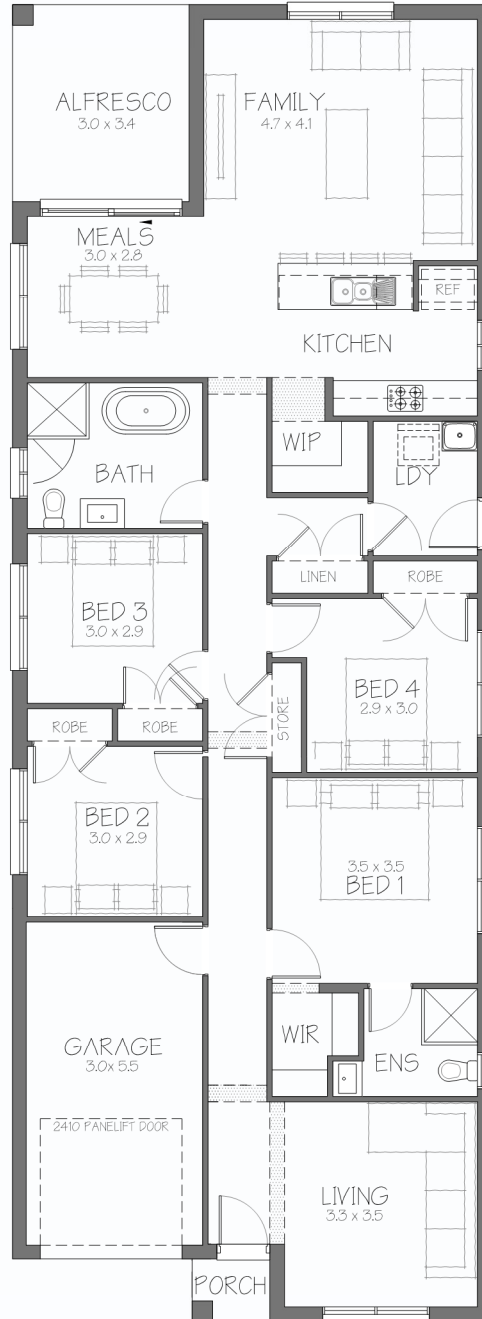 ALFRESCO
3.0 x 3.4
FAMILY
4.7 x 4.1
MEALS
3.0 x 2.8
REF
KITCHEN
WIP
BATH
LDY
LINEN
ROBE
BED 3
3.0 x 2.9
BED 4
2.9 x 3.0
STORE
ROBE
ROBE
BED 2
3.0 x 2.9
3.5 x 3.5
BED 1
WIR
ENS
GARAGE
3.0x 5.5
2410 PANELIFT DOOR
LIVING
3.3 x 3.5
PORCH